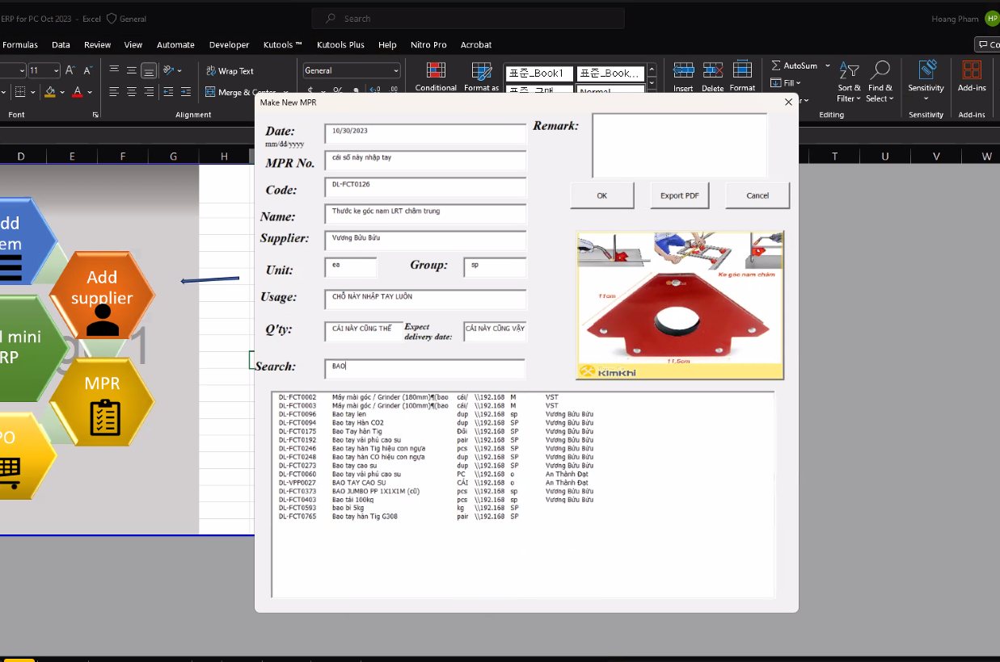 ERP for PC Oct 2023 - Excel General
Search
Hoang Pham HP
Formulas Data Review View Automate Developer Kutools ™ Kutools Plus Help Nitro Pro Acrobat
11
Wrap Text
General
Merge & Center
Conditional
Format as
표준_Book1
표준_Book...
Normal
Insert
Delete
Format
AutoSum
Fill
Sort &
Filter
Find &
Select
Sensitivity
Add-ins
Font
Alignment
Editing
Sensitivity
Add-ins
D E F G H T U V W
Add
supplier
MPR
Make New MPR
Date:
mm/dd/yyyy
10/30/2023
MPR No.
cái số này nhập tay
Code:
DL-FCT0126
Name:
Thước ke góc nam LRT châm trung
Supplier:
Vương Bửu Bửu
Unit:
ea
Group:
sp
Usage:
CHỖ NÀY NHẬP TAY LUÔN
Q'ty:
CÁI NÀY CŨNG THẾ
Expect
delivery date:
CÁI NÀY CŨNG VẬY
Search:
BAO
Remark:
OK
Export PDF
Cancel
Ke góc nam châm
11cm
11,5cm
KimKhi
DL-FCT0002 Máy mài góc / Grinder (180mm)¶(bao cái/ \\192.168 M VST
DL-FCT0003 Máy mài góc / Grinder (100mm)¶(bao cái/ \\192.168 M VST
DL-FCT0096 Bao tay len dup \\192.168 sp Vương Bửu Bửu
DL-FCT0094 Bao tay Hàn CO2 dup \\192.168 SP Vương Bửu Bửu
DL-FCT0175 Bao Tay hàn Tig Đôi \\192.168 SP Vương Bửu Bửu
DL-FCT0192 Bao tay vải phủ cao su pair \\192.168 SP Vương Bửu Bửu
DL-FCT0246 Bao tay hàn Tig hiệu con ngựa pcs \\192.168 SP Vương Bửu Bửu
DL-FCT0248 Bao tay hàn CO hiệu con ngựa dup \\192.168 SP Vương Bửu Bửu
DL-FCT0273 Bao tay cao su dup \\192.168 SP Vương Bửu Bửu
DL-FCT0060 Bao tay vải phủ cao su PC \\192.168 o An Thành Đạt
DL-VPP0027 BAO TAY CAO SU CÁI \\192.168 o An Thành Đạt
DL-FCT0373 BAO JUMBO PP 1X1X1M (cũ) pcs \\192.168 sp Vương Bửu Bửu
DL-FCT0403 Bao tải 100kg pcs \\192.168 sp Vương Bửu Bửu
DL-FCT0593 bao bì 5kg kg \\192.168 SP
DL-FCT0765 Bao tay hàn Tig G308 pair \\192.168 SP